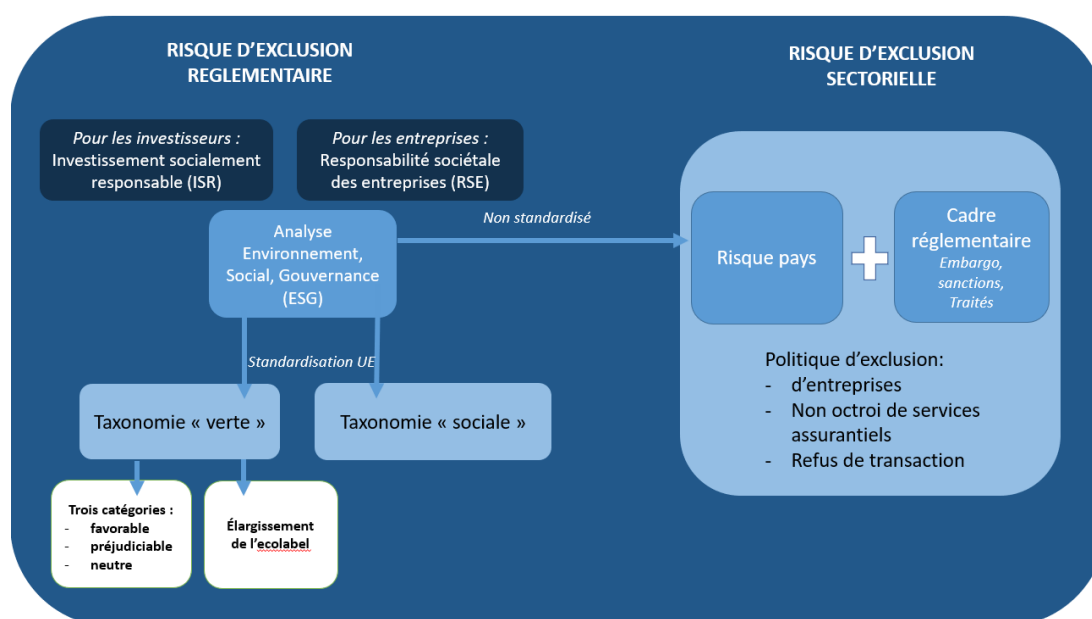 RISQUE D'EXCLUSION
REGLEMENTAIRE
Pour les investisseurs :
Investissement socialement
responsable (ISR)
Pour les entreprises :
Responsabilité sociétale
des entreprises (RSE)
Analyse
Environnement,
Social, Gouvernance
(ESG)
Non standardisé
Standardisation UE
Taxonomie « verte »
Taxonomie « sociale »
Trois catégories :
- favorable
- préjudiciable
- neutre
Élargissement
de l'ecolabel
RISQUE D'EXCLUSION
SECTORIELLE
Risque pays
Cadre
réglementaire
Embargo,
sanctions,
Traités
Politique d'exclusion:
- d'entreprises
- Non octroi de services
assurantiels
- Refus de transaction